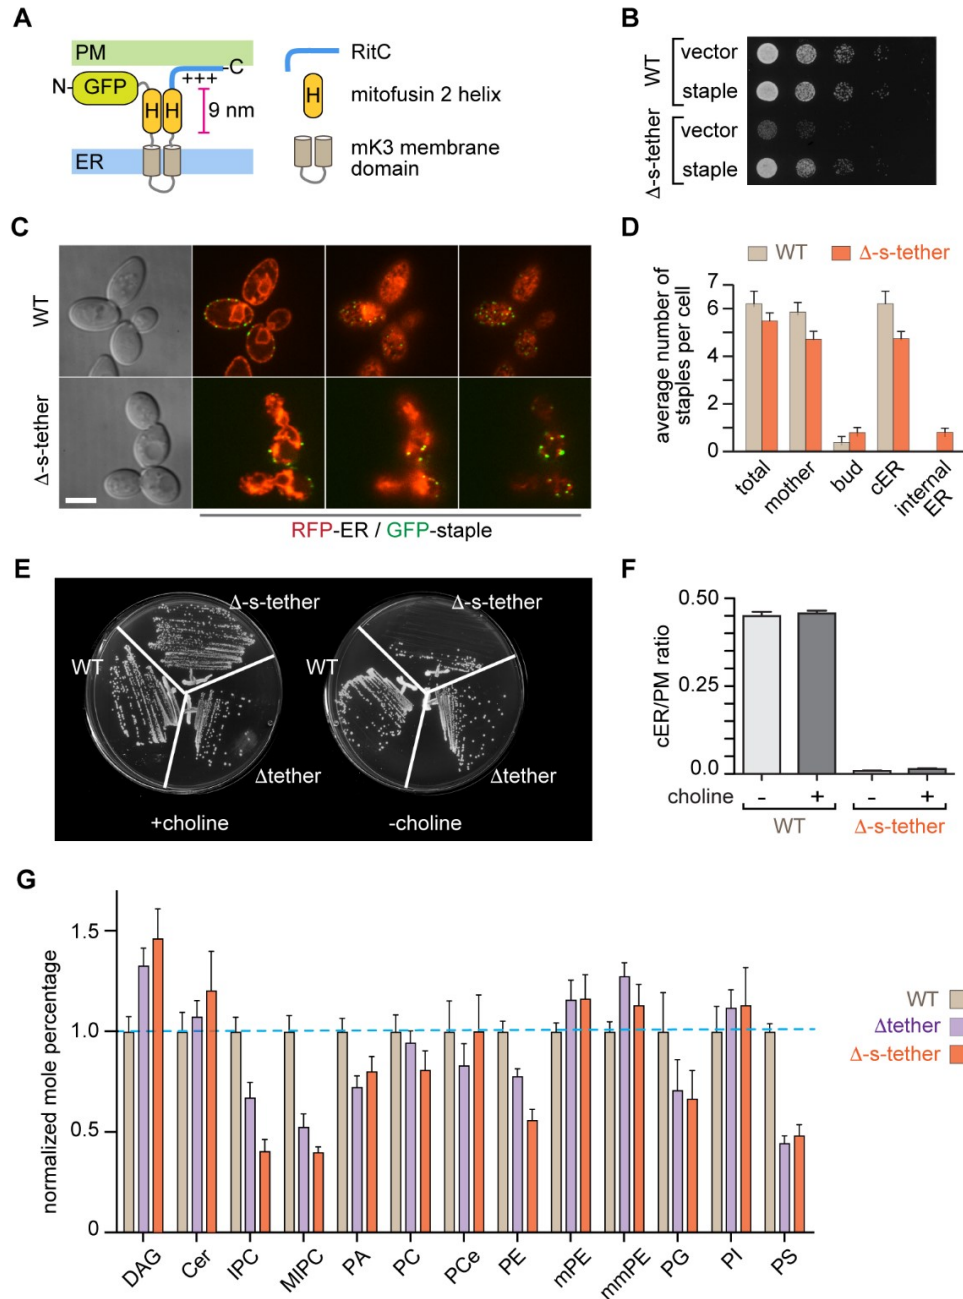 A
PM
N-
GFP
-C
+++
H
H
9 nm
ER
RitC
H
mitofusin 2 helix
mK3 membrane
domain
B
WT
vector
staple
Δ-s-tether
vector
staple
C
WT
Δ-s-tether
RFP-ER / GFP-staple
D
WT
Δ-s-tether
average number of
staples per cell
7
6
4
2
0
total
mother
bud
cER
internal
ER
E
Δ-s-tether
WT
Δtether
+choline
Δ-s-tether
WT
Δtether
-choline
F
cER/PM ratio
0.50
0.25
0.0
choline
-
+
-
+
WT
Δ-s-tether
G
normalized mole percentage
1.5
1.0
0.5
0
DAG
Cer
IPC
MIPC
PA
PC
PCe
PE
mPE
mmPE
PG
PI
PS
WT
Δtether
Δ-s-tether